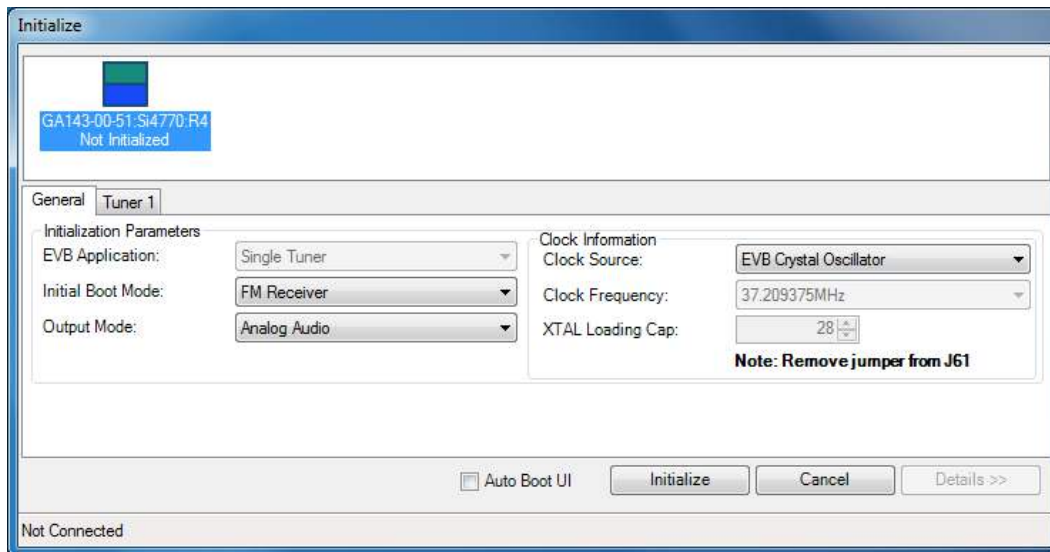 Initialize
GA143-00-51:Si4770:R4
Not Initialized
General Tuner 1
Initialization Parameters
EVB Application: Single Tuner
Initial Boot Mode: FM Receiver
Output Mode: Analog Audio
Clock Information
Clock Source: EVB Crystal Oscillator
Clock Frequency: 37.209375MHz
XTAL Loading Cap: 28
Note: Remove jumper from J61
Auto Boot UI Initialize Cancel Details >>
Not Connected